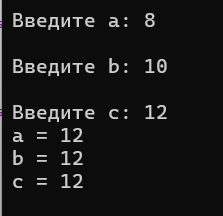 Введите a: 8
Введите b: 10
Введите c: 12
a = 12
b = 12
c = 12